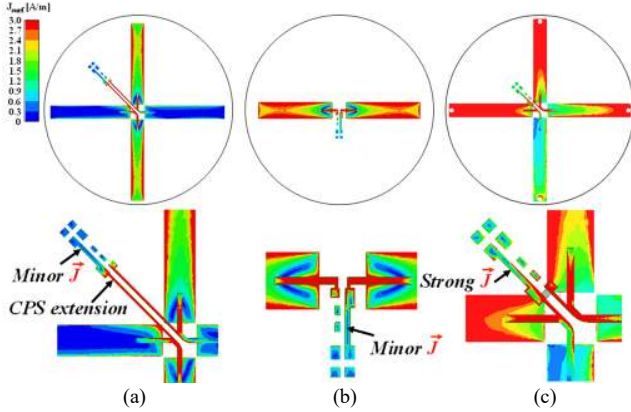 J_surf [A/m]
3.0
2.7
2.4
2.1
1.8
1.5
1.2
0.9
0.6
0.3
0
Minor J⃗
CPS extension
Minor J⃗
Strong J⃗
(a) (b) (c)